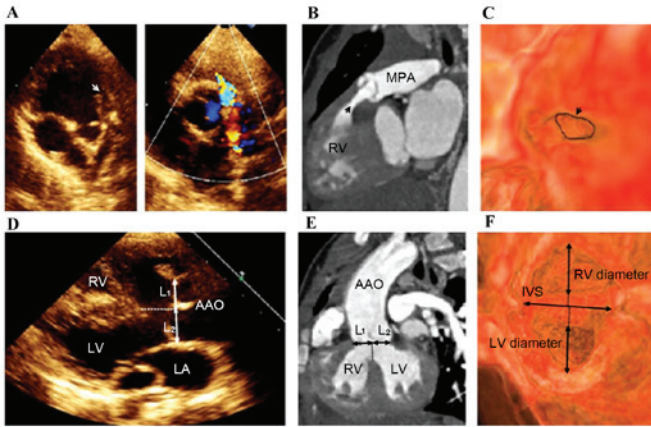 A
B
C
MPA
RV
D
E
F
RV
L₁
AAO
L₂
LV
LA
AAO
L₁ L₂
RV LV
RV diameter
IVS
LV diameter